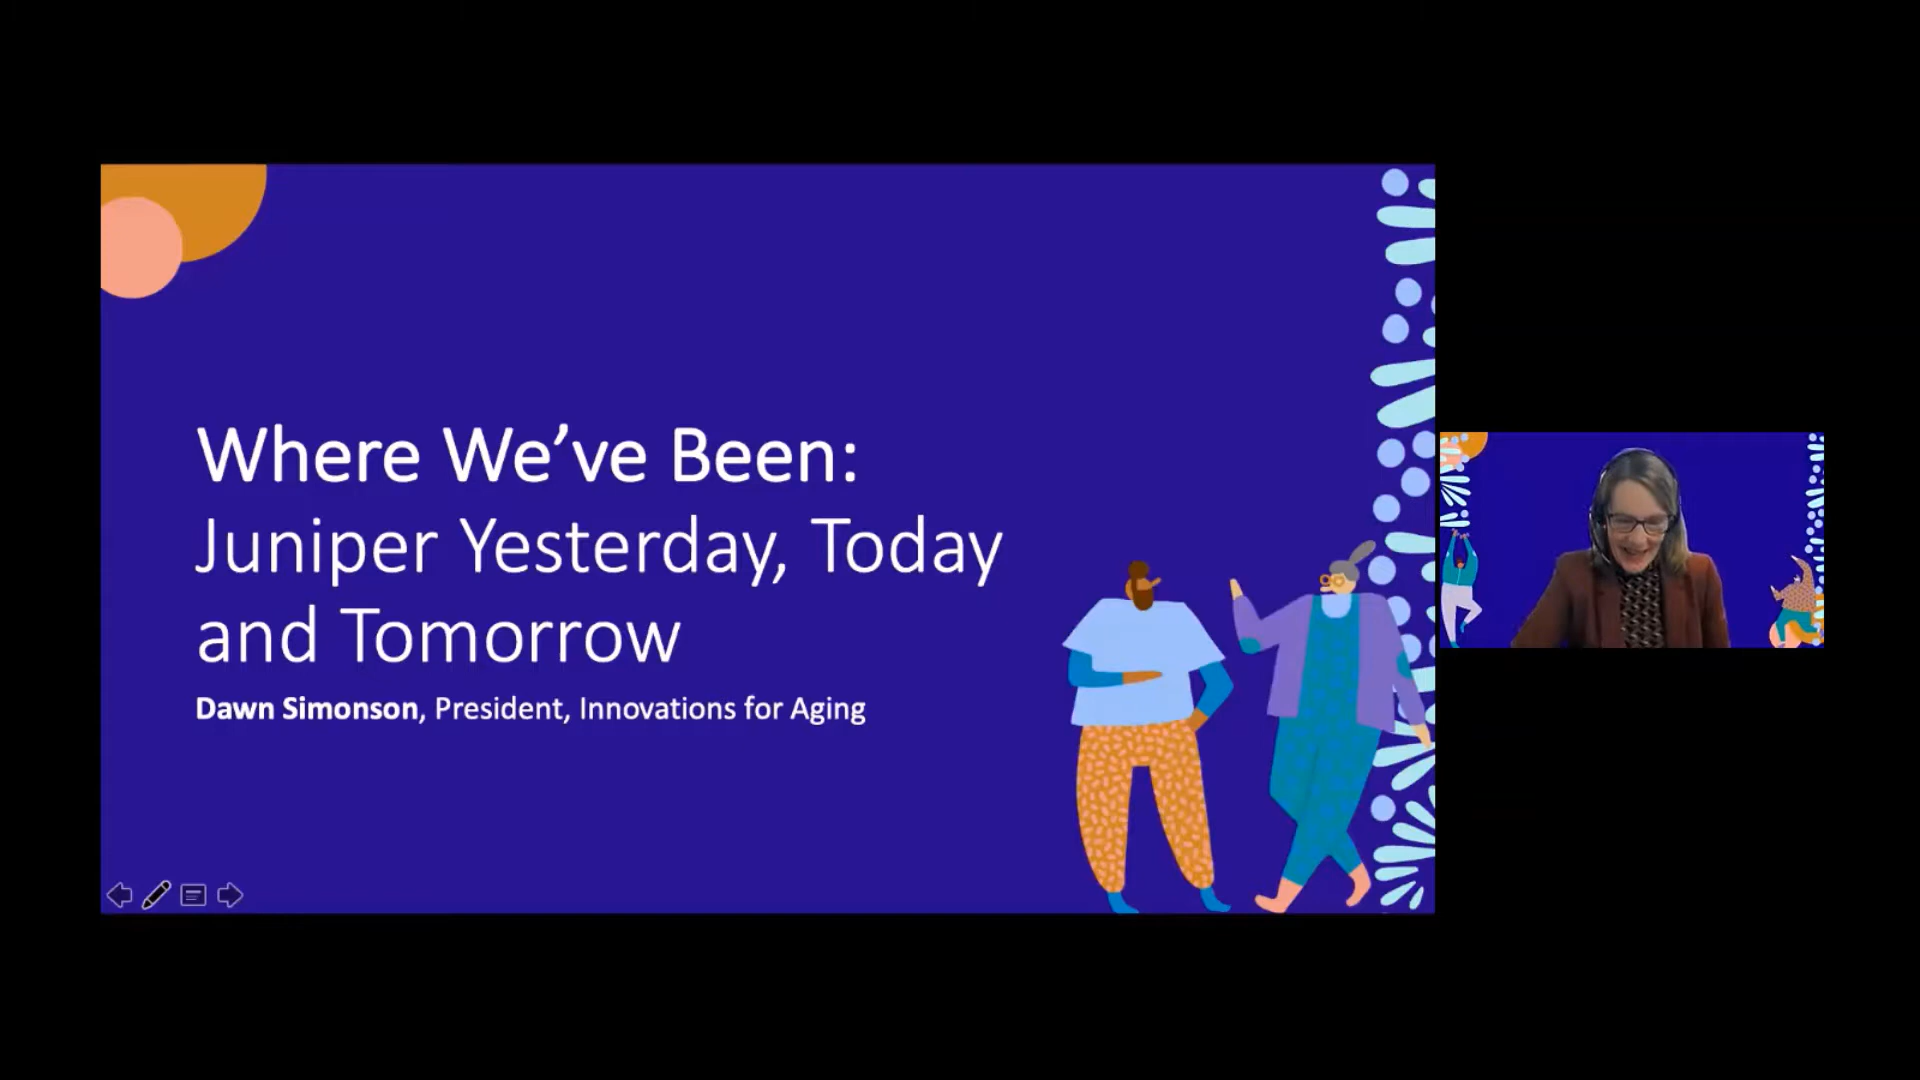 Where We’ve Been:
Juniper Yesterday, Today
and Tomorrow
Dawn Simonson, President, Innovations for Aging